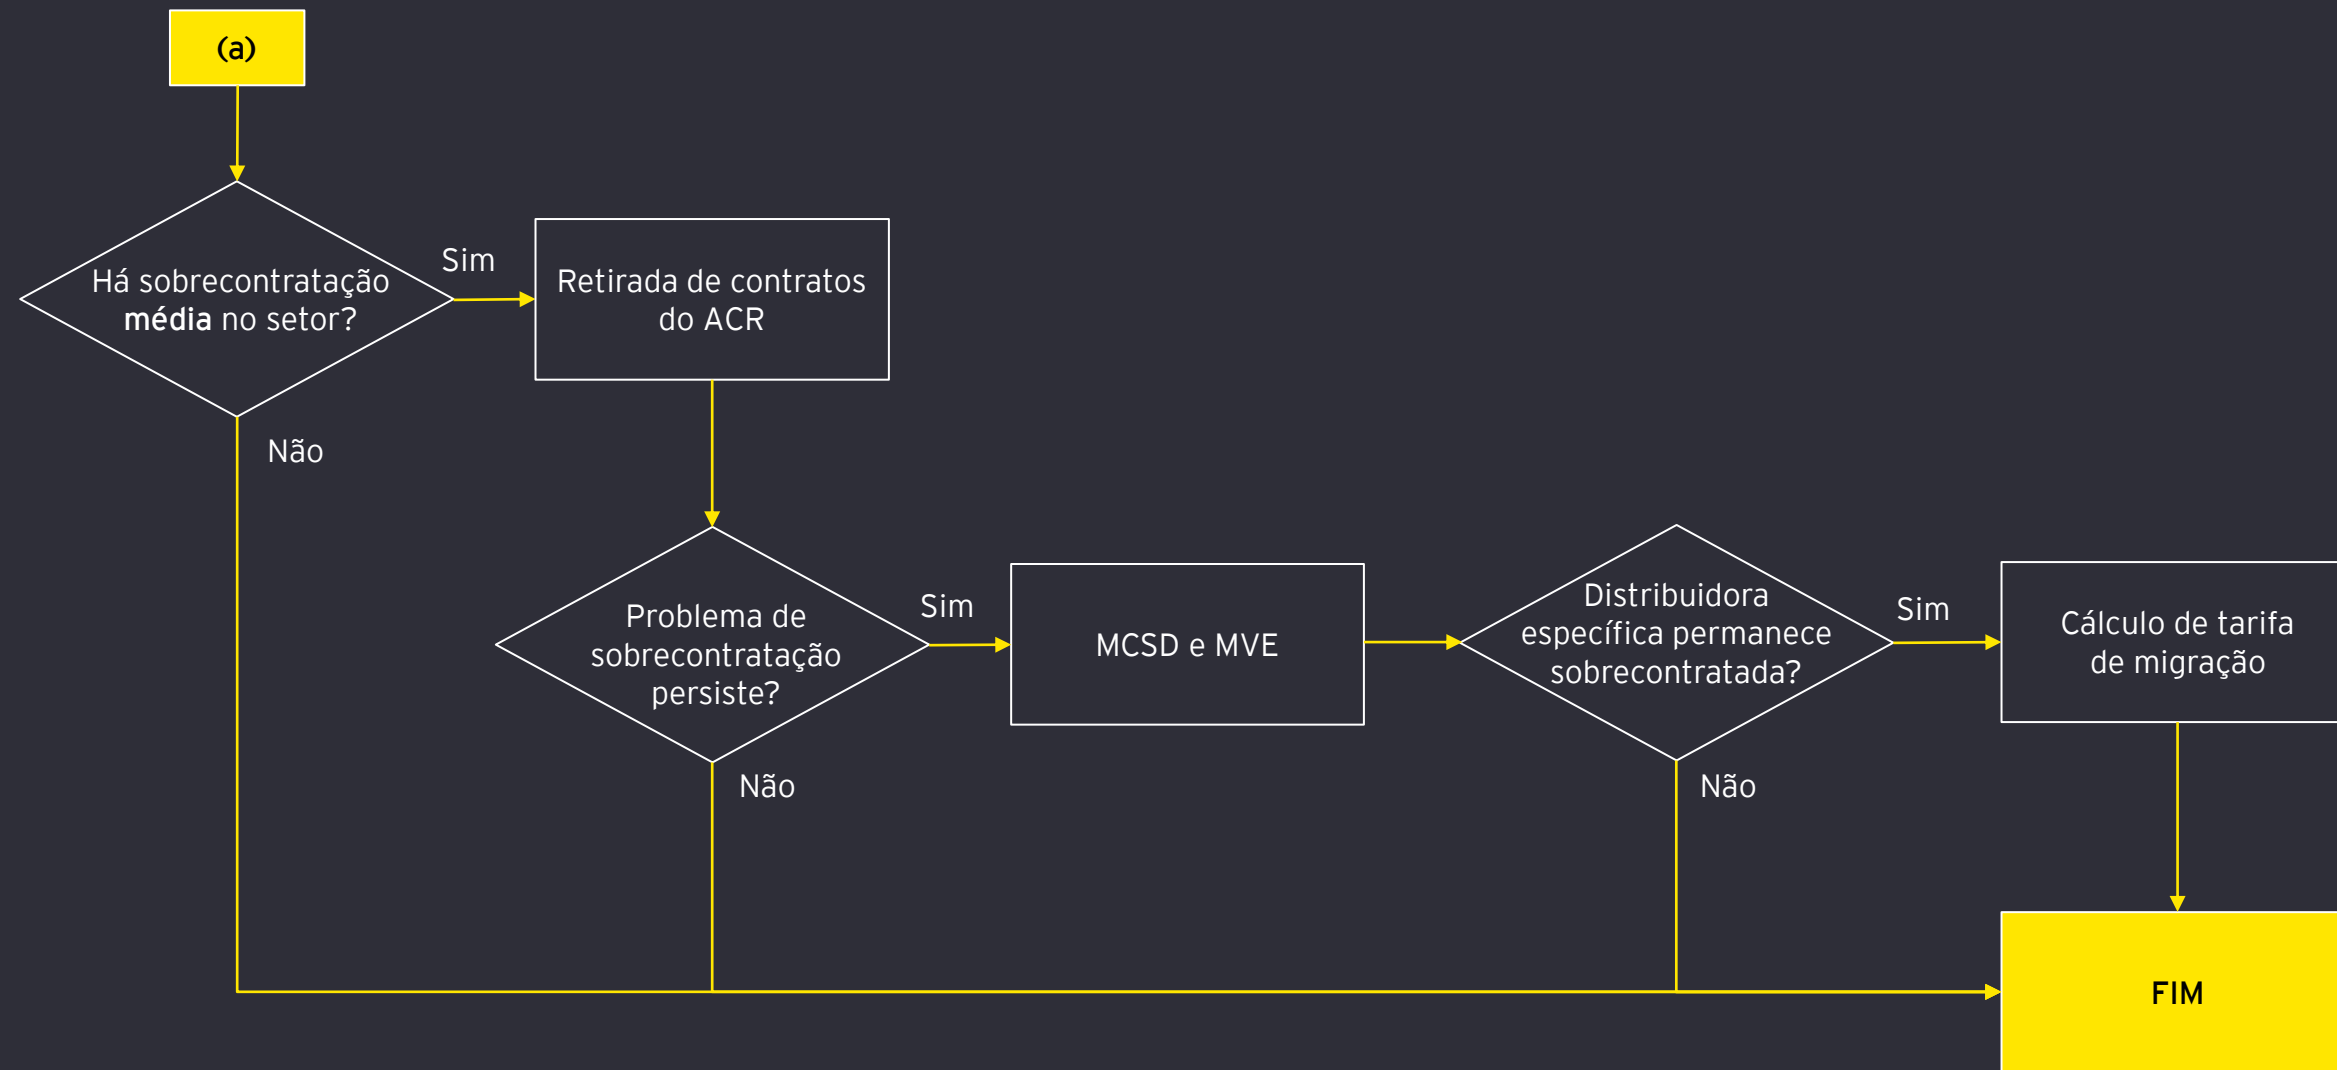 (a)
Há sobrecontratação
média no setor?
Sim
Retirada de contratos
do ACR
Não
Problema de
sobrecontratação
persiste?
Sim
MCSD e MVE
Distribuidora
específica permanece
sobrecontratada?
Sim
Cálculo de tarifa
de migração
Não
Não
FIM